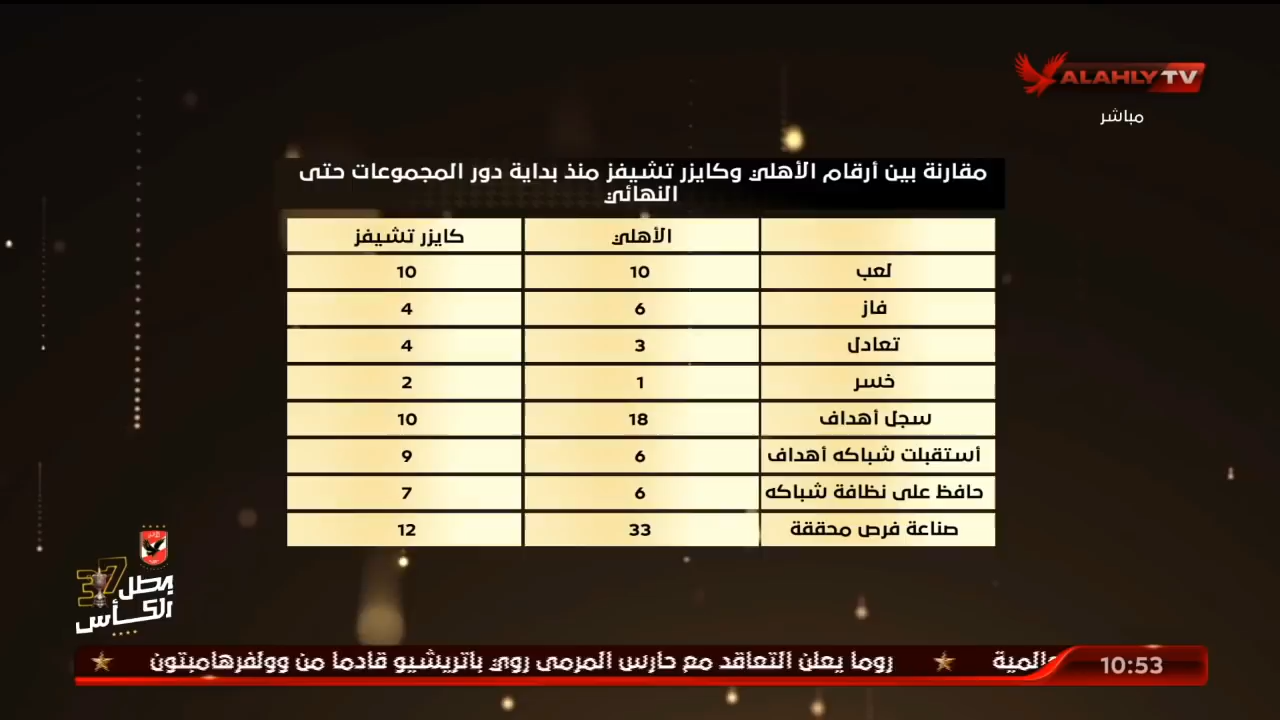 ALAHLY TV
مباشر
مقارنة بين أرقام الأهلي وكايزر تشيفز منذ بداية دور المجموعات حتى
النهائي
الأهلي كايزر تشيفز
لعب 10 10
فاز 6 4
تعادل 3 4
خسر 1 2
سجل أهداف 18 10
أستقبلت شباكه أهداف 6 9
حافظ على نظافة شباكه 6 7
صناعة فرص محققة 33 12
بطل 37
الكأس
10:53 روما يعلن التعاقد مع حارس المرمى روي باتريشيو قادما من وولفرهامبتون